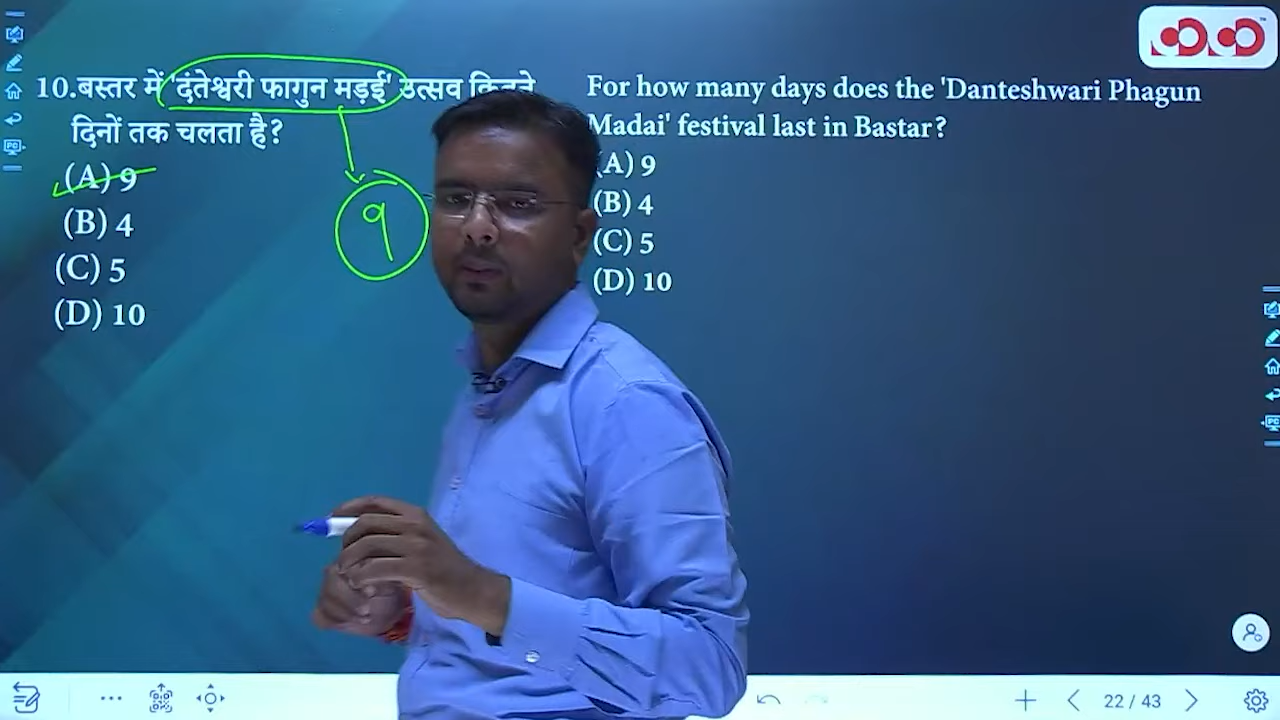 10.बस्तर में 'दंतेश्वरी फागुन मड़ई' उत्सव कितने
दिनों तक चलता है?
(A) 9
(B) 4
(C) 5
(D) 10
9
For how many days does the 'Danteshwari Phagun
Madai' festival last in Bastar?
(A) 9
(B) 4
(C) 5
(D) 10
22 / 43